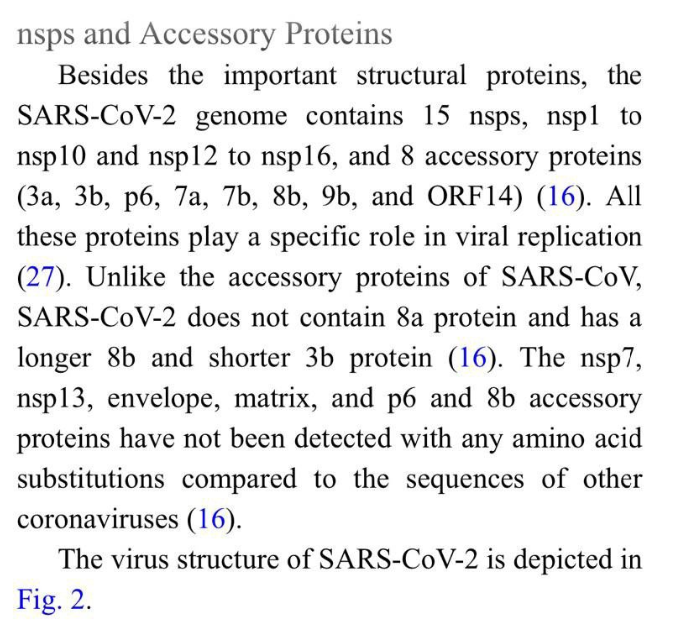 nsps and Accessory Proteins
Besides the important structural proteins, the
SARS-CoV-2 genome contains 15 nsps, nsp1 to
nsp10 and nsp12 to nsp16, and 8 accessory proteins
(3a, 3b, p6, 7a, 7b, 8b, 9b, and ORF14) (16). All
these proteins play a specific role in viral replication
(27). Unlike the accessory proteins of SARS-CoV,
SARS-CoV-2 does not contain 8a protein and has a
longer 8b and shorter 3b protein (16). The nsp7,
nsp13, envelope, matrix, and p6 and 8b accessory
proteins have not been detected with any amino acid
substitutions compared to the sequences of other
coronaviruses (16).
The virus structure of SARS-CoV-2 is depicted in
Fig. 2.